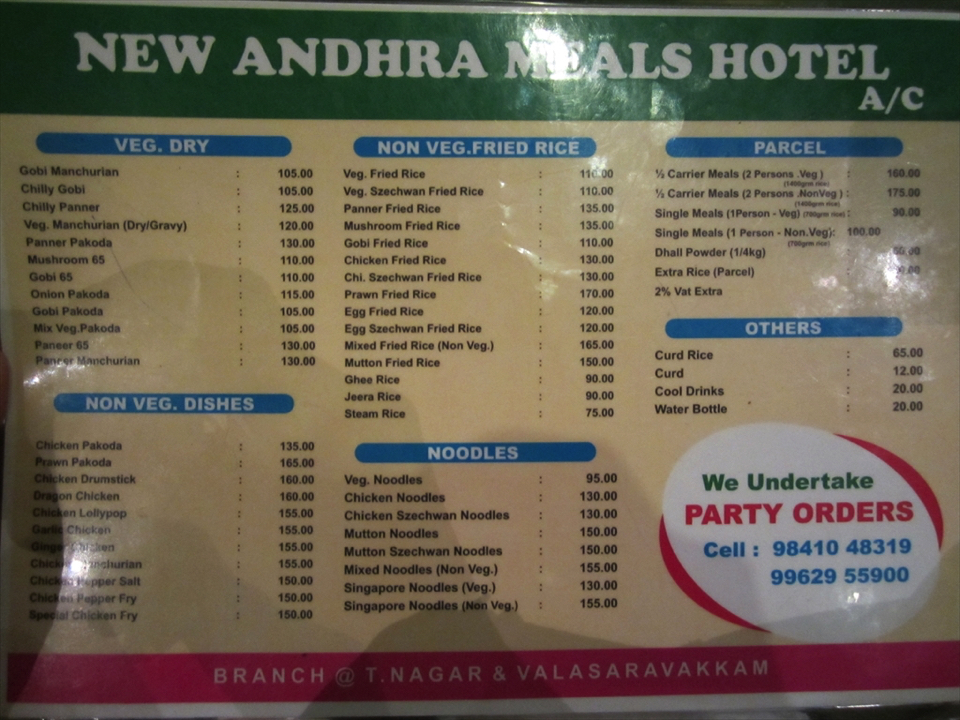 NEW ANDHRA MEALS HOTEL
A/C
VEG. DRY
Gobi Manchurian : 105.00
Chilly Gobi : 105.00
Chilly Panner : 125.00
Veg. Manchurian (Dry/Gravy) : 120.00
Panner Pakoda : 130.00
Mushroom 65 : 110.00
Gobi 65 : 110.00
Onion Pakoda : 115.00
Gobi Pakoda : 105.00
Mix Veg.Pakoda : 105.00
Paneer 65 : 130.00
Paneer Manchurian : 130.00
NON VEG. DISHES
Chicken Pakoda : 135.00
Prawn Pakoda : 165.00
Chicken Drumstick : 160.00
Dragon Chicken : 160.00
Chicken Lollypop : 155.00
Garlic Chicken : 155.00
Ginger Chicken : 155.00
Chicken Manchurian : 155.00
Chicken Pepper Salt : 150.00
Chicken Pepper Fry : 150.00
Special Chicken Fry : 150.00
NON VEG.FRIED RICE
Veg. Fried Rice : 110.00
Veg. Szechwan Fried Rice : 110.00
Panner Fried Rice : 135.00
Mushroom Fried Rice : 135.00
Gobi Fried Rice : 110.00
Chicken Fried Rice : 130.00
Chi. Szechwan Fried Rice : 130.00
Prawn Fried Rice : 170.00
Egg Fried Rice : 120.00
Egg Szechwan Fried Rice : 120.00
Mixed Fried Rice (Non Veg.) : 165.00
Mutton Fried Rice : 150.00
Ghee Rice : 90.00
Jeera Rice : 90.00
Steam Rice : 75.00
NOODLES
Veg. Noodles : 95.00
Chicken Noodles : 130.00
Chicken Szechwan Noodles : 130.00
Mutton Noodles : 150.00
Mutton Szechwan Noodles : 150.00
Mixed Noodles (Non Veg.) : 155.00
Singapore Noodles (Veg.) : 130.00
Singapore Noodles (Non Veg.) : 155.00
PARCEL
½ Carrier Meals (2 Persons .Veg ) : 160.00
(1400grm rice)
½ Carrier Meals (2 Persons .NonVeg ) : 175.00
(1400grm rice)
Single Meals (1Person - Veg) (700grm rice) : 90.00
Single Meals (1 Person - Non.Veg): 100.00
(700grm rice)
Dhall Powder (1/4kg) :
Extra Rice (Parcel) :
2% Vat Extra
OTHERS
Curd Rice : 65.00
Curd : 12.00
Cool Drinks : 20.00
Water Bottle : 20.00
We Undertake
PARTY ORDERS
Cell : 98410 48319
99629 55900
BRANCH @ T.NAGAR & VALASARAVAKKAM